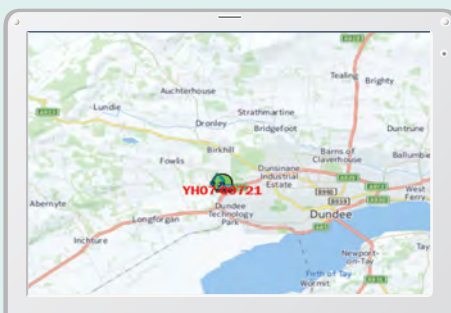 Tealing
Brighty
Auchterhouse
Lundie
Strathmartine
Dronley
Bridgefoot
Duntrune
Birkhill
Barns of
Claverhouse
Ballumbie
Fowlis
Dunsinane
Industrial
Estate
West
Ferry
Abernyte
Dundee
Technology
Park
Longforgan
Dundee
Inchture
Newport-
on-Tay
Tay
Firth of Tay
Wormit